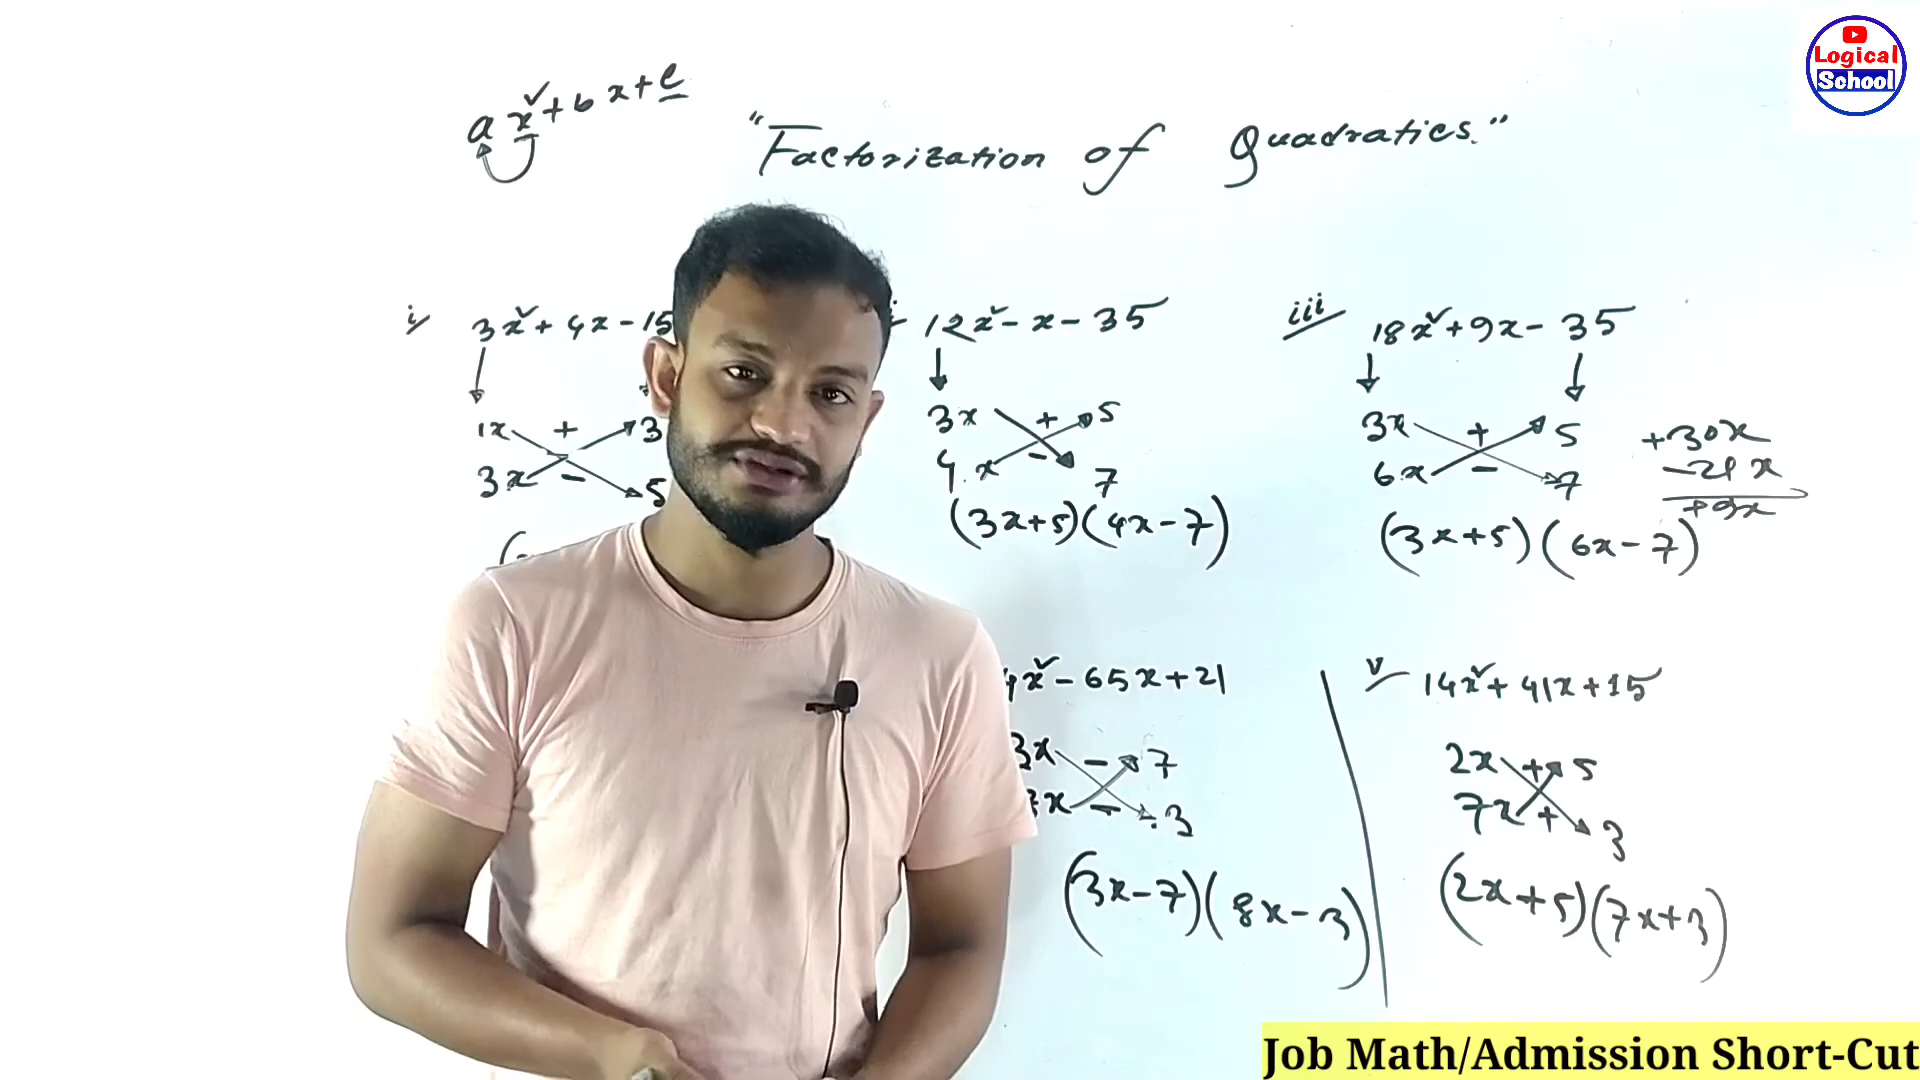 Logical
School
ax²+bx+c
"Factorization of Quadratics."
i 3x²+4x-15
1x + 3
3x - 5
12x²-x-35
3x + 5
4x - 7
(3x+5)(4x-7)
iii 18x²+9x-35
3x + 5
6x - 7
+30x
-21x
+9x
(3x+5)(6x-7)
4x²-65x+21
3x - 7
x - 3
(3x-7)(8x-3)
v 14x²+41x+15
2x + 5
7x + 3
(2x+5)(7x+3)
Job Math/Admission Short-Cut